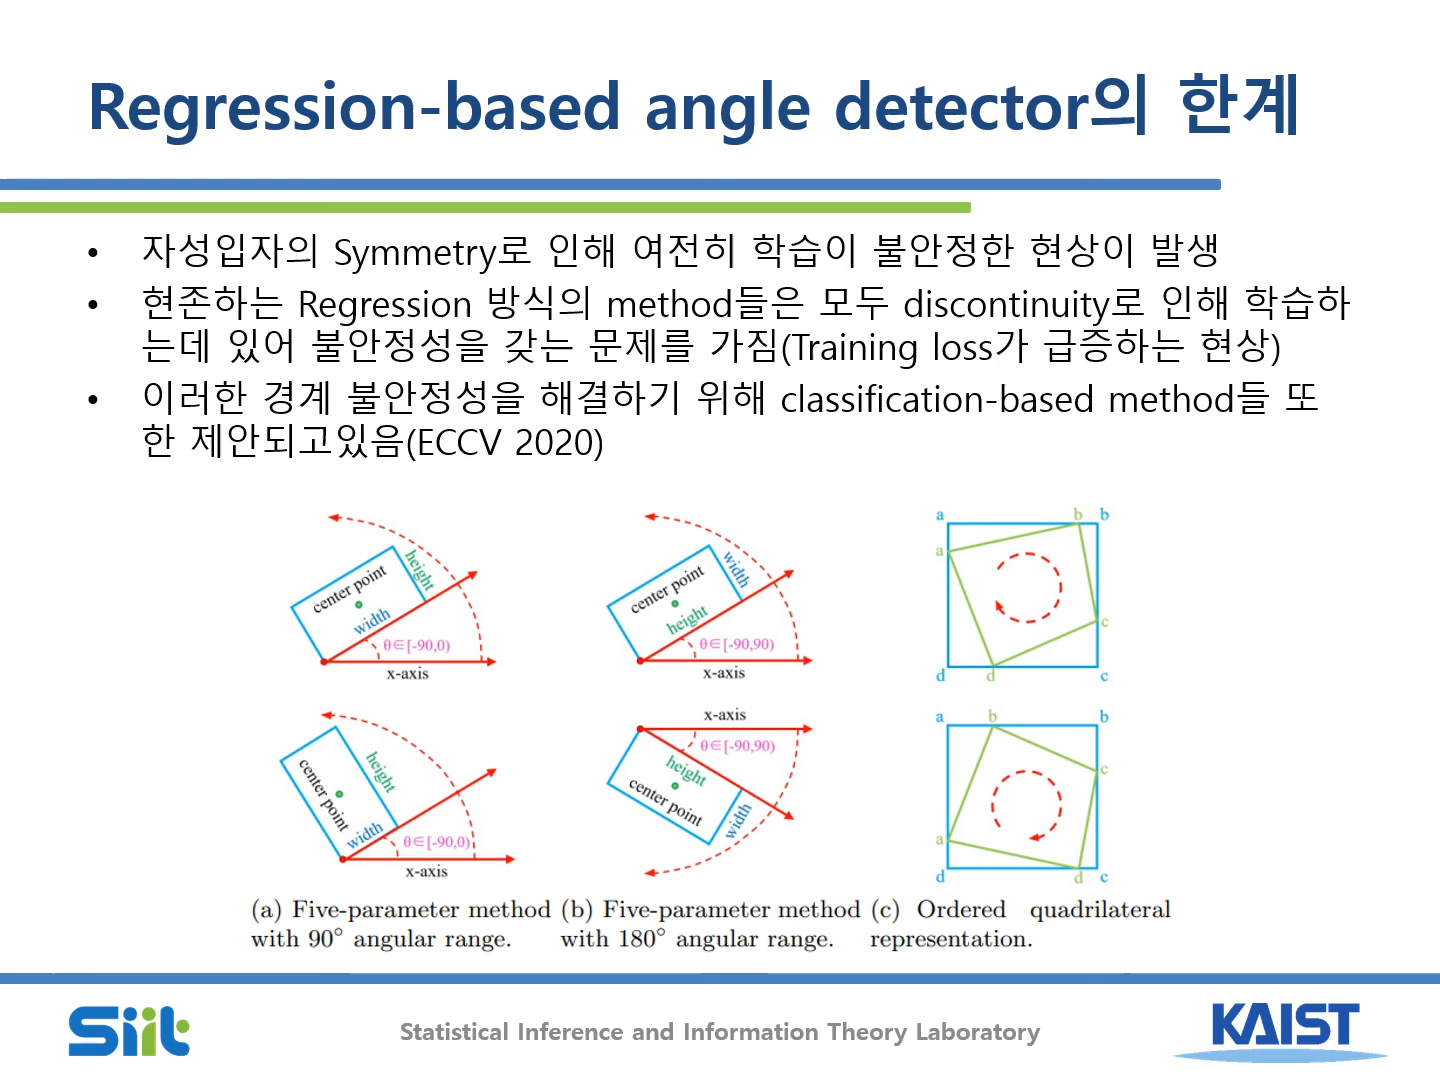 Regression-based angle detector의 한계
• 자성입자의 Symmetry로 인해 여전히 학습이 불안정한 현상이 발생
• 현존하는 Regression 방식의 method들은 모두 discontinuity로 인해 학습하
는데 있어 불안정성을 갖는 문제를 가짐(Training loss가 급증하는 현상)
• 이러한 경계 불안정성을 해결하기 위해 classification-based method들 또
한 제안되고있음(ECCV 2020)
center point
height
width
θ∈[-90,0)
x-axis
center point
width
height
θ∈[-90,90)
x-axis
a b b
a
c
d d c
center point
height
width
θ∈[-90,0)
x-axis
x-axis
θ∈[-90,90)
height
center point
width
a b b
c
a
d d c
(a) Five-parameter method
with 90° angular range.
(b) Five-parameter method
with 180° angular range.
(c) Ordered quadrilateral
representation.
Siit
Statistical Inference and Information Theory Laboratory
KAIST